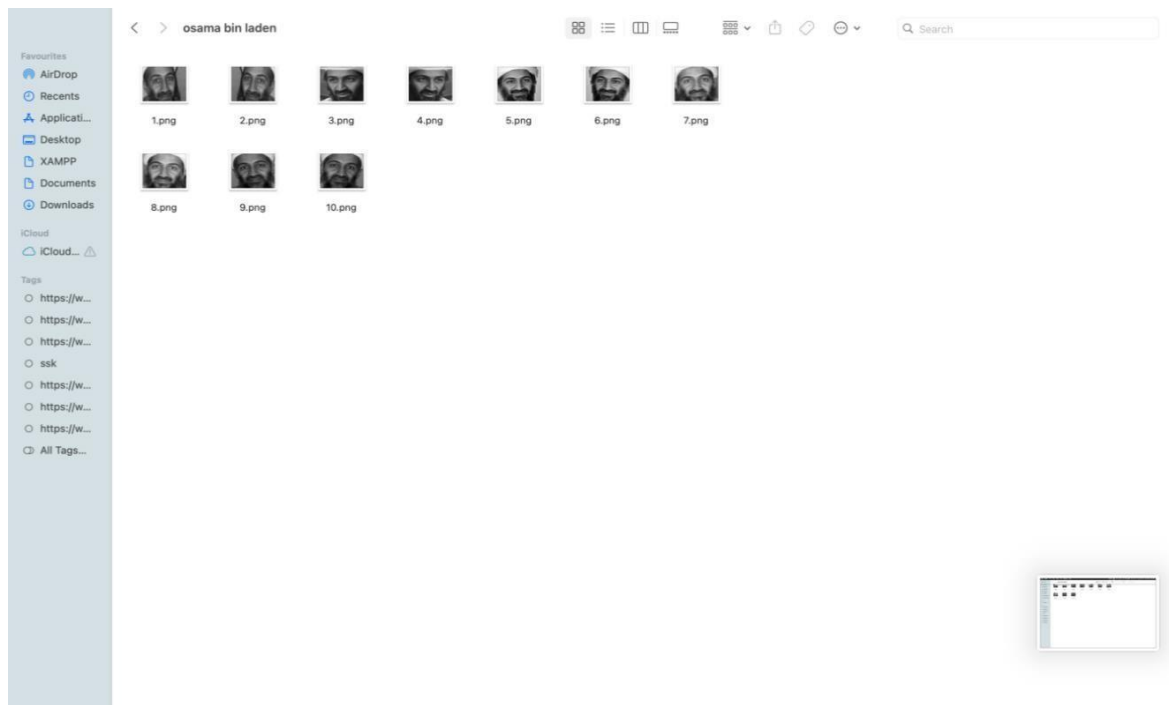 osama bin laden
Search
Favourites
AirDrop
Recents
Applicati...
Desktop
XAMPP
Documents
Downloads
iCloud
iCloud...
Tags
https://w...
https://w...
https://w...
ssk
https://w...
https://w...
https://w...
All Tags...
1.png 2.png 3.png 4.png 5.png 6.png 7.png
8.png 9.png 10.png